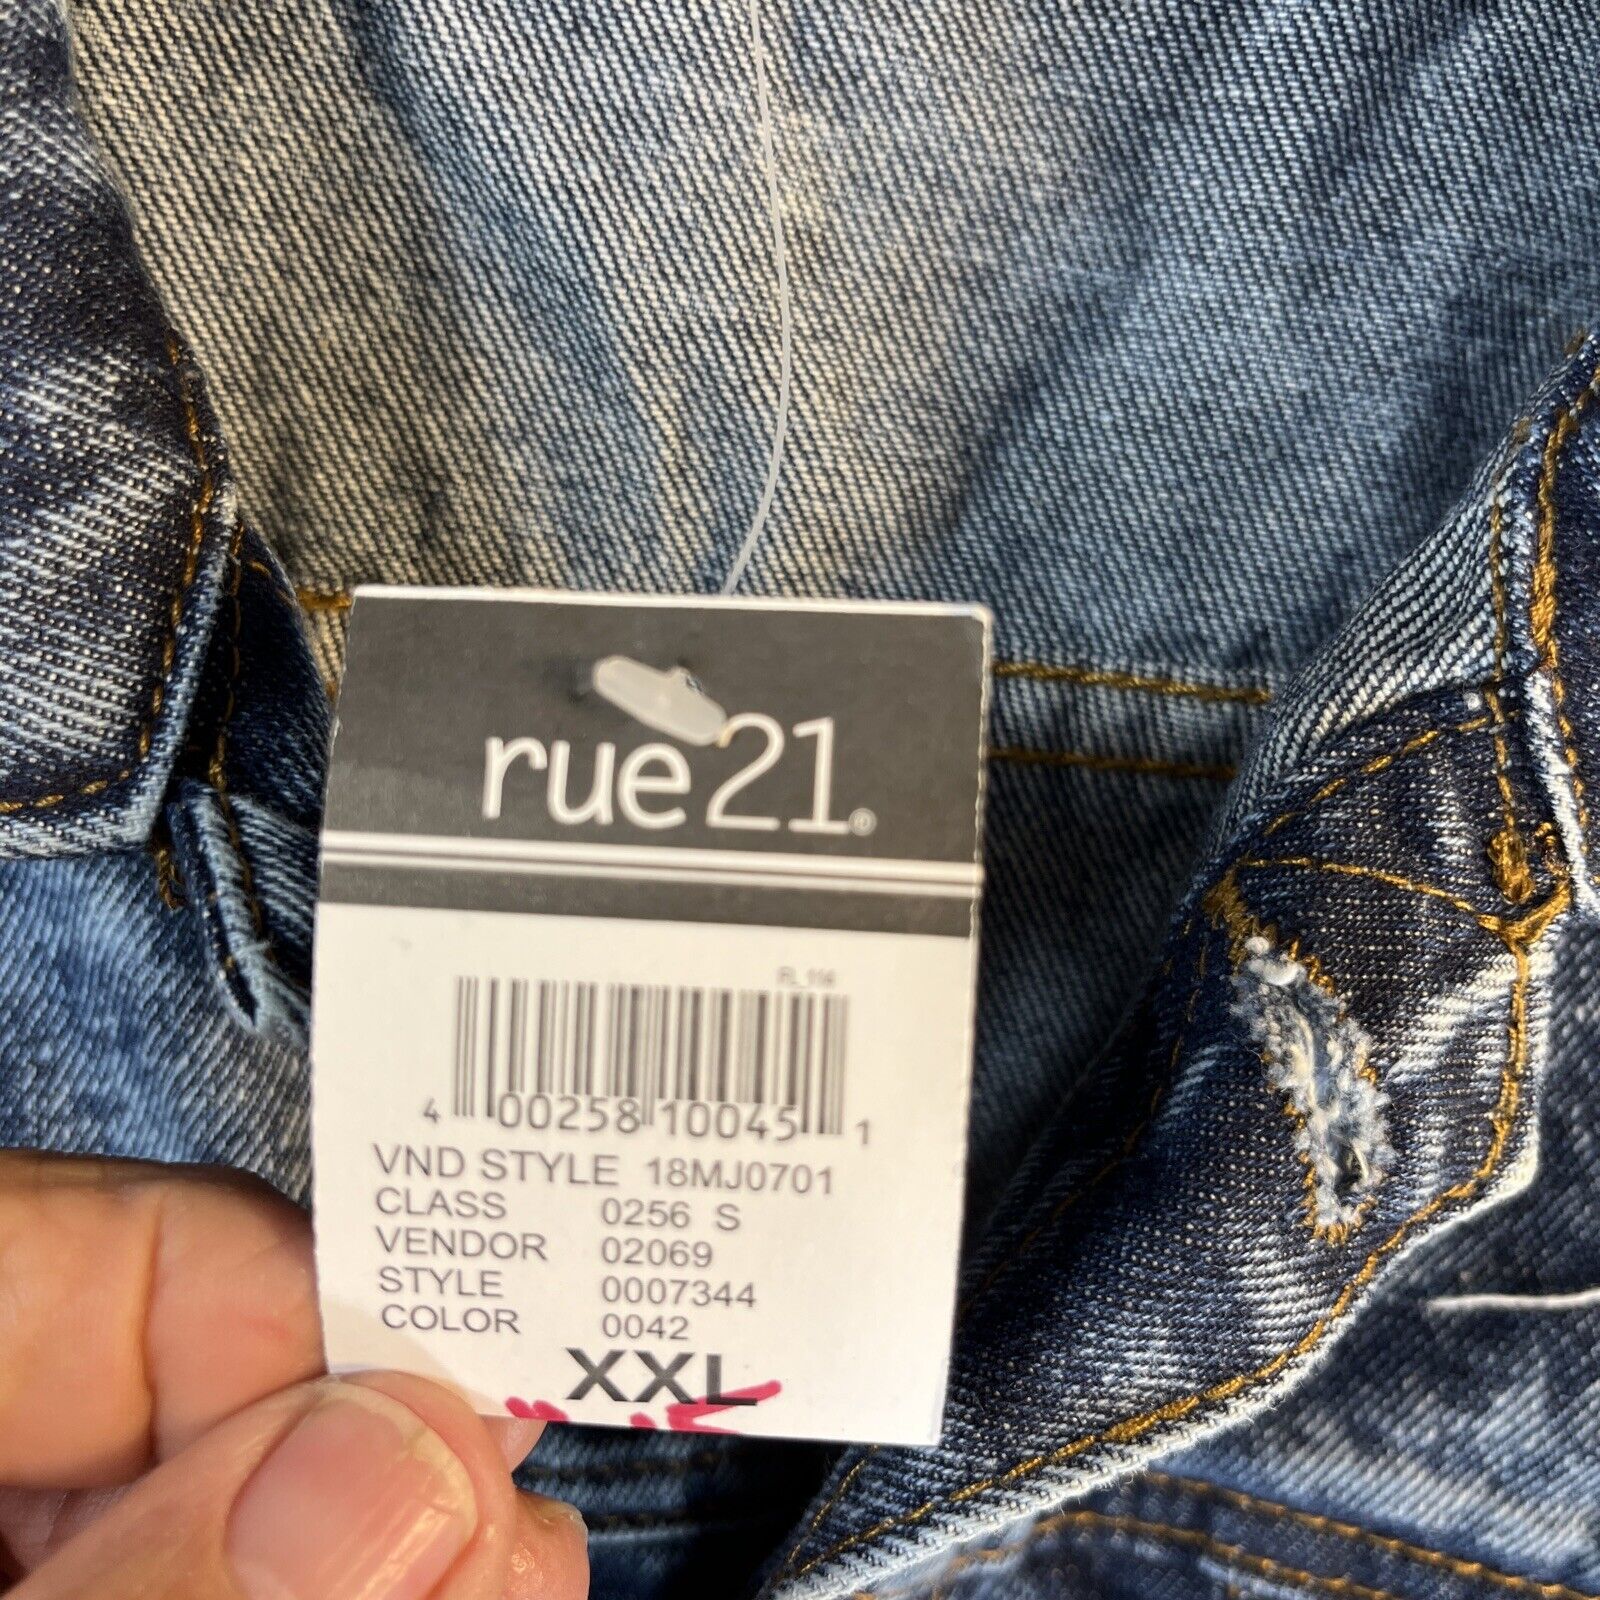 rue21®
4 00258 10045 1
VND STYLE 18MJ0701
CLASS 0256 S
VENDOR 02069
STYLE 0007344
COLOR 0042
XXL